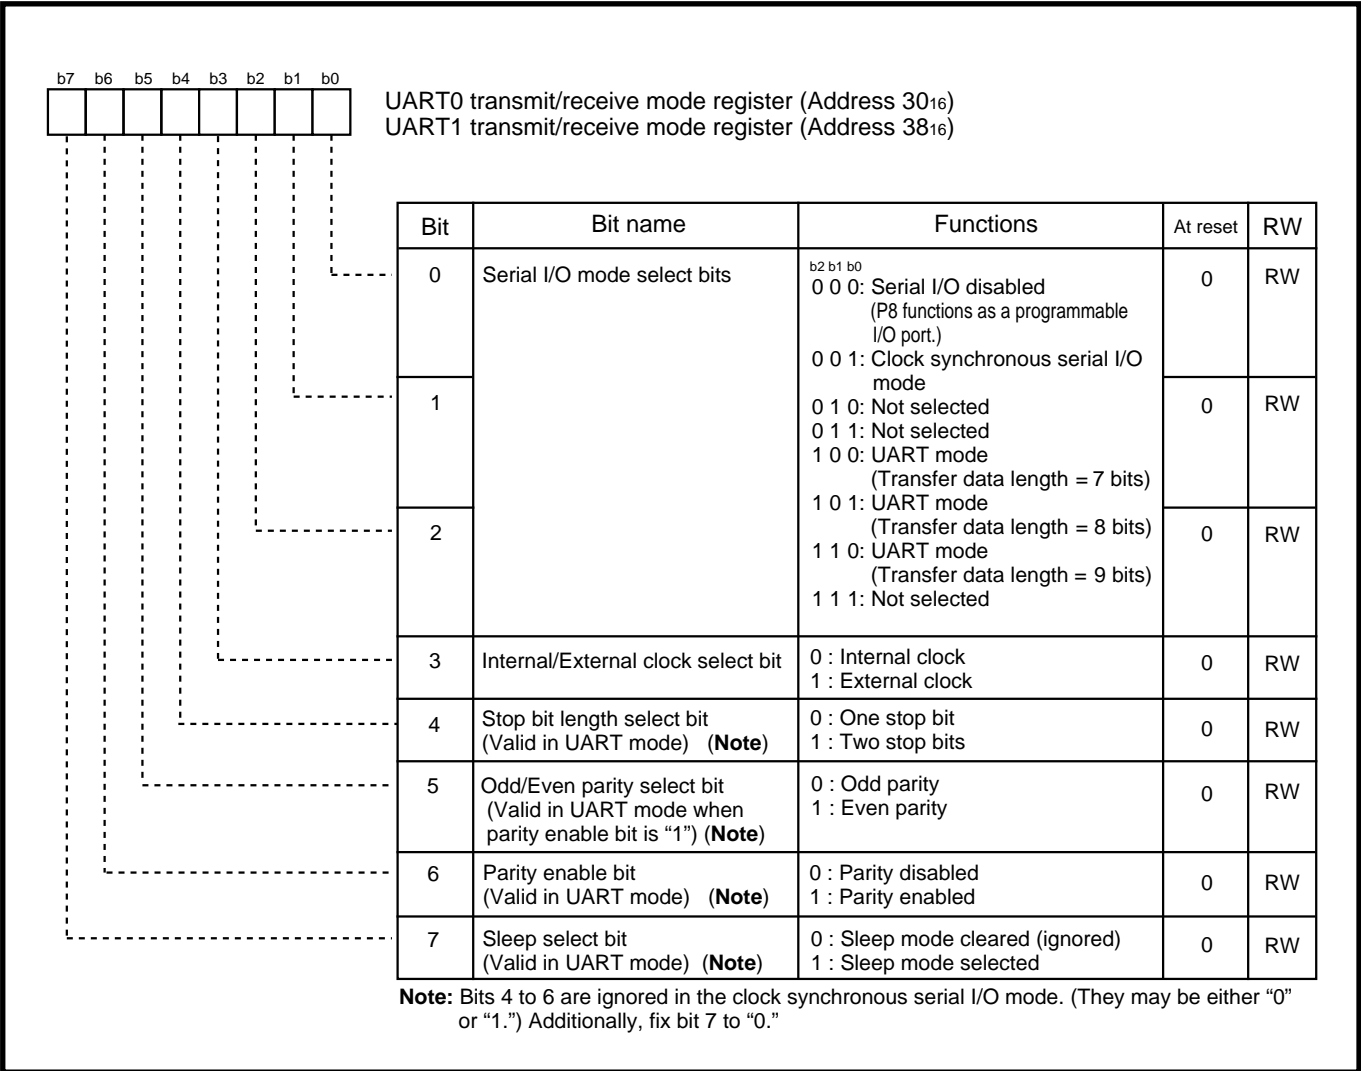 b7 b6 b5 b4 b3 b2 b1 b0
UART0 transmit/receive mode register (Address 3016)
UART1 transmit/receive mode register (Address 3816)
Bit Bit name Functions At reset RW
0 Serial I/O mode select bits
b2 b1 b0
0 0 0: Serial I/O disabled
(P8 functions as a programmable
I/O port.)
0 0 1: Clock synchronous serial I/O
mode
0 1 0: Not selected
0 1 1: Not selected
1 0 0: UART mode
(Transfer data length = 7 bits)
1 0 1: UART mode
(Transfer data length = 8 bits)
1 1 0: UART mode
(Transfer data length = 9 bits)
1 1 1: Not selected
0 RW
1 0 RW
2 0 RW
3 Internal/External clock select bit
0 : Internal clock
1 : External clock
0 RW
4 Stop bit length select bit
(Valid in UART mode) (Note)
0 : One stop bit
1 : Two stop bits
0 RW
5 Odd/Even parity select bit
(Valid in UART mode when
parity enable bit is “1”) (Note)
0 : Odd parity
1 : Even parity
0 RW
6 Parity enable bit
(Valid in UART mode) (Note)
0 : Parity disabled
1 : Parity enabled
0 RW
7 Sleep select bit
(Valid in UART mode) (Note)
0 : Sleep mode cleared (ignored)
1 : Sleep mode selected
0 RW
Note: Bits 4 to 6 are ignored in the clock synchronous serial I/O mode. (They may be either “0”
or “1.”) Additionally, fix bit 7 to “0.”